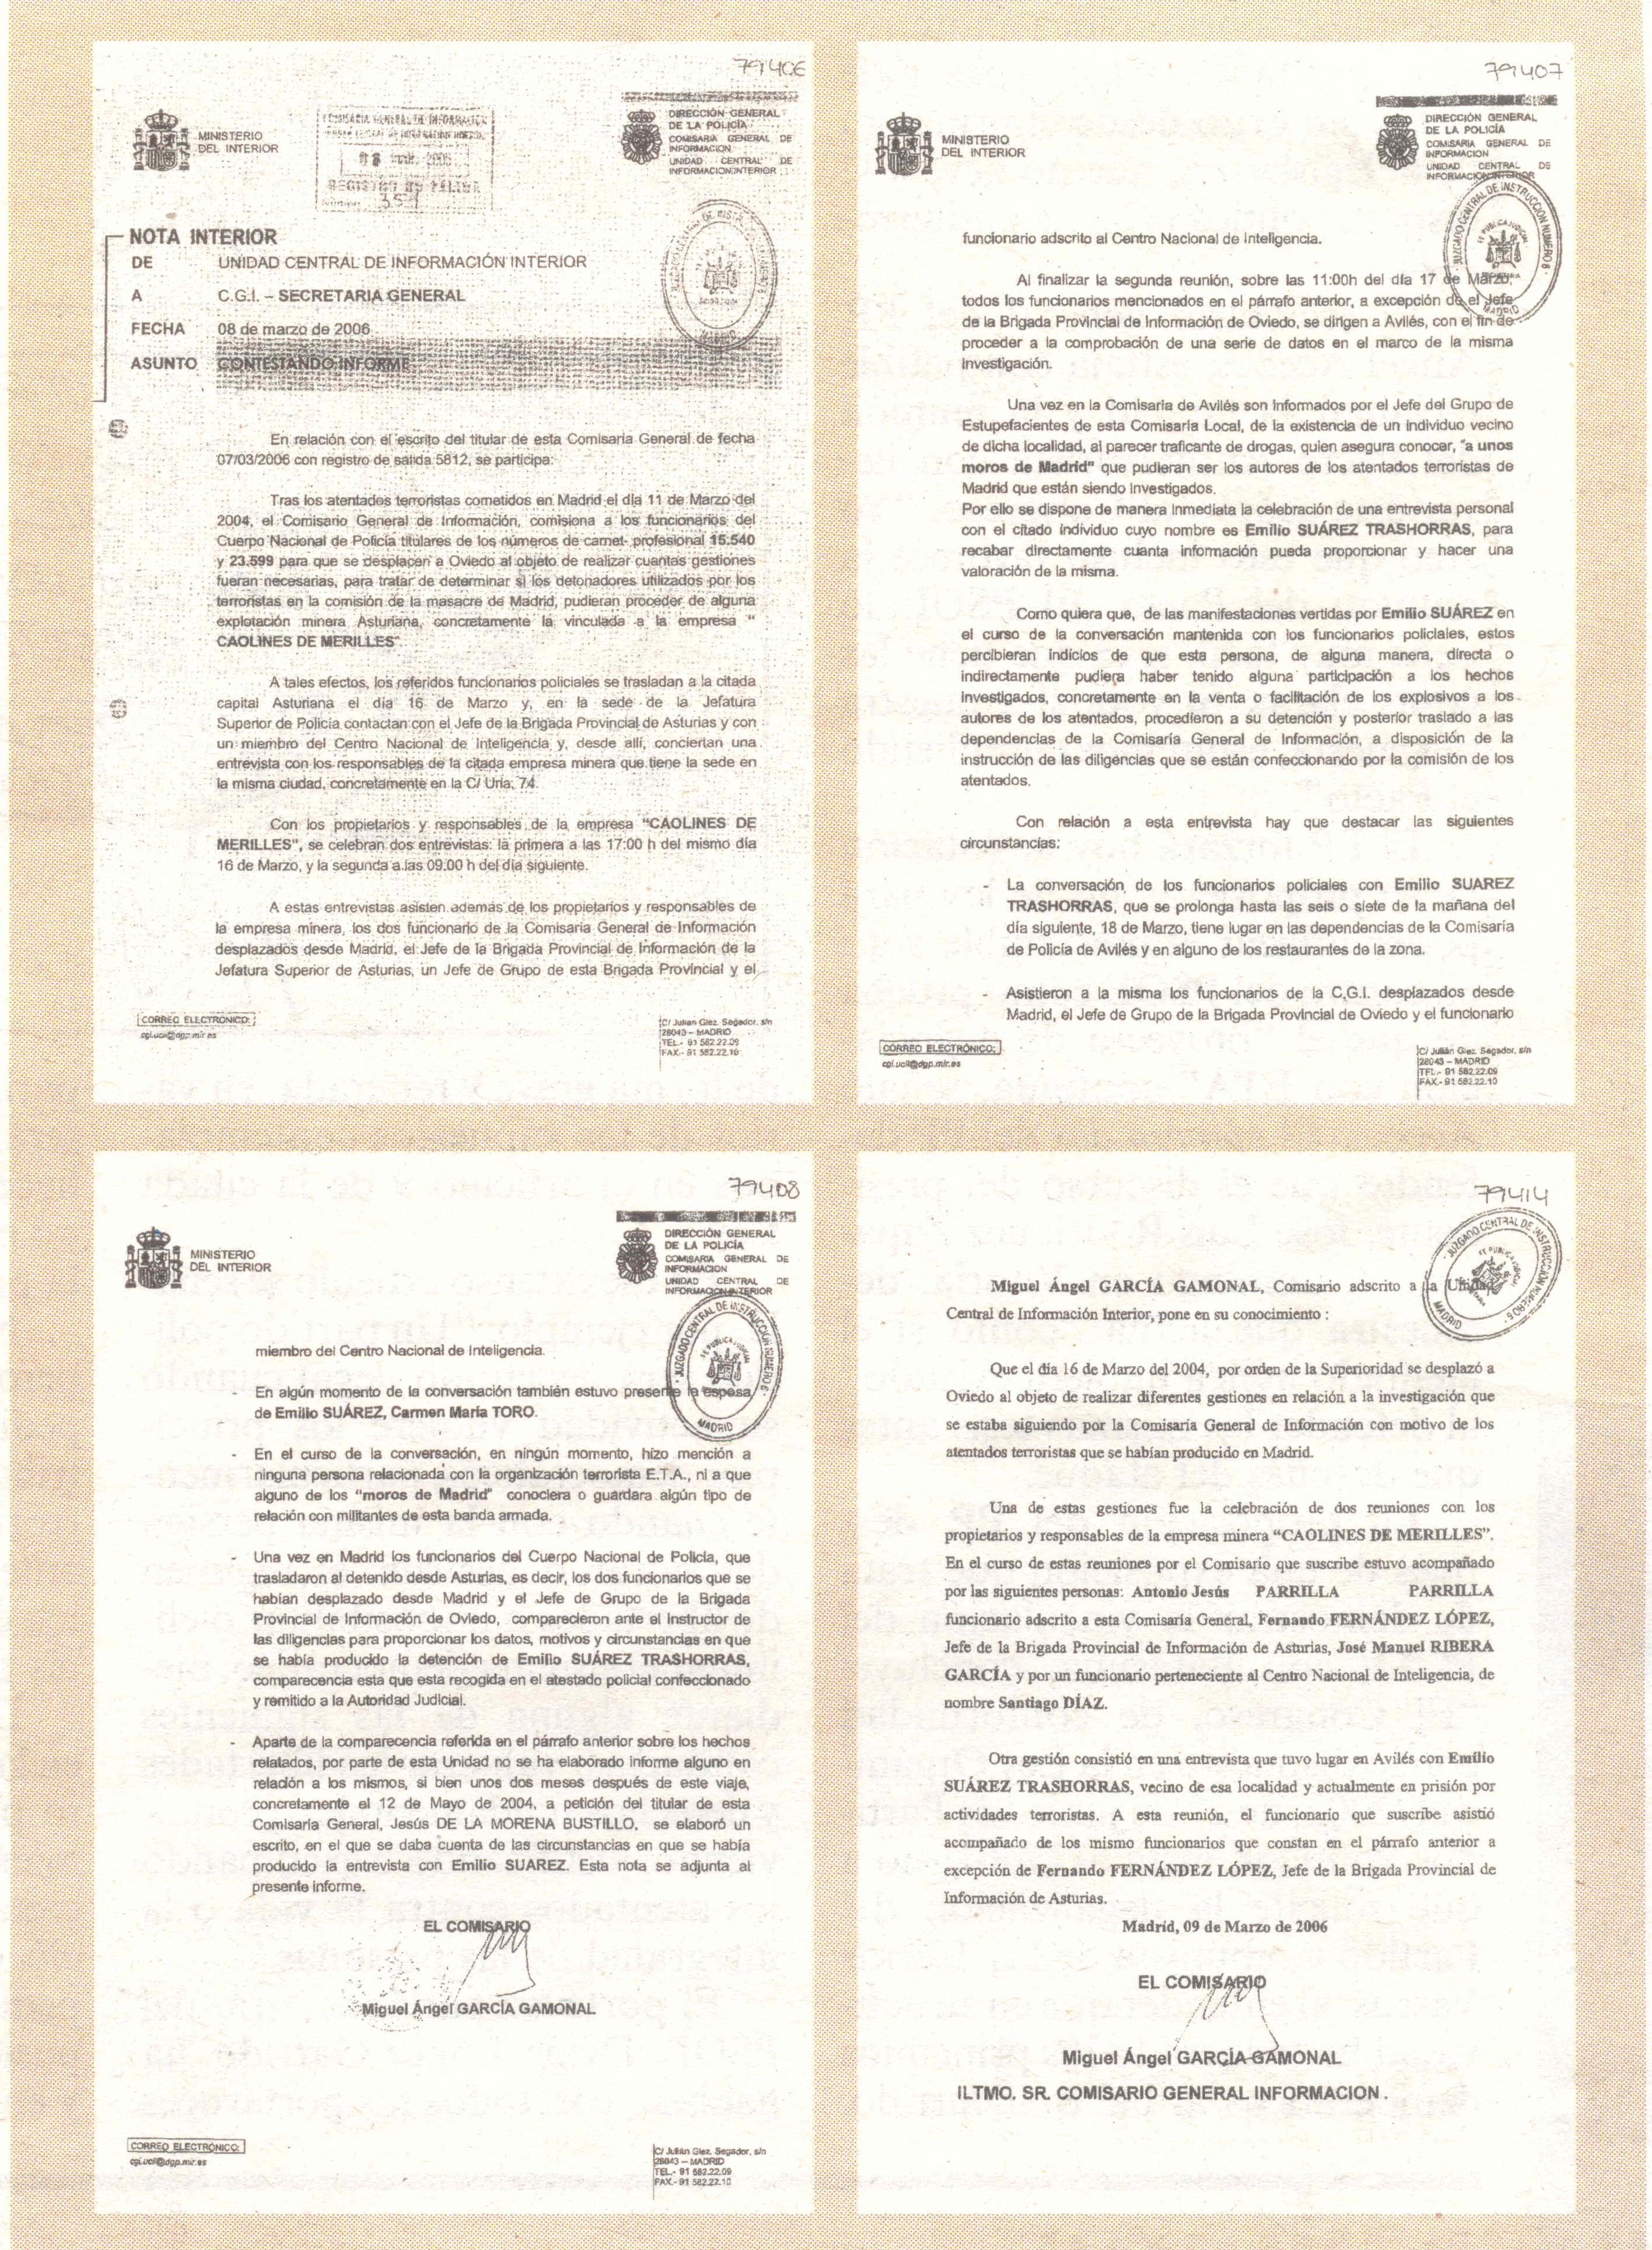 79406
MINISTERIO
DEL INTERIOR
COMISARIA GENERAL DE INFORMACION
REGISTRO DE SALIDA
DIRECCIÓN GENERAL
DE LA POLICÍA
COMISARIA GENERAL DE
INFORMACION
UNIDAD CENTRAL DE
INFORMACION INTERIOR
NOTA INTERIOR
DE UNIDAD CENTRAL DE INFORMACIÓN INTERIOR
A C.G.I. – SECRETARIA GENERAL
FECHA 08 de marzo de 2006
ASUNTO CONTESTANDO INFORME
En relación con el escrito del titular de esta Comisaría General de fecha
07/03/2006 con registro de salida 5812, se participa:
Tras los atentados terroristas cometidos en Madrid el día 11 de Marzo del
2004, el Comisario General de Información, comisiona a los funcionarios del
Cuerpo Nacional de Policía titulares de los números de carnet- profesional 15.540
y 23.599 para que se desplacen a Oviedo al objeto de realizar cuantas gestiones
fueran necesarias, para tratar de determinar si los detonadores utilizados por los
terroristas en la comisión de la masacre de Madrid, pudieran proceder de alguna
explotación minera Asturiana, concretamente la vinculada a la empresa "
CAOLINES DE MERILLES".
A tales efectos, los referidos funcionarios policiales se trasladan a la citada
capital Asturiana el día 16 de Marzo y, en la sede de la Jefatura
Superior de Policía contactan con el Jefe de la Brigada Provincial de Asturias y con
un miembro del Centro Nacional de Inteligencia y, desde allí, conciertan una
entrevista con los responsables de la citada empresa minera que tiene la sede en
la misma ciudad, concretamente en la C/ Uria, 74.
Con los propietarios y responsables de la empresa "CAOLINES DE
MERILLES", se celebran dos entrevistas: la primera a las 17:00 h del mismo día
16 de Marzo, y la segunda a las 09.00 h del día siguiente.
A estas entrevistas asisten además de los propietarios y responsables de
la empresa minera, los dos funcionario de la Comisaría General de Información
desplazados desde Madrid, el Jefe de la Brigada Provincial de Información de la
Jefatura Superior de Asturias, un Jefe de Grupo de esta Brigada Provincial y el
CORREO ELECTRÓNICO:
cgi.ucii@dgp.mir.es
C/ Julian Glez. Segador, s/n
28043 – MADRID
TEL.- 91 582.22.09
FAX.- 91 582.22.10
79407
MINISTERIO
DEL INTERIOR
DIRECCIÓN GENERAL
DE LA POLICÍA
COMISARIA GENERAL DE
INFORMACION
UNIDAD CENTRAL DE
INFORMACION INTERIOR
JUZGADO CENTRAL DE INSTRUCCION NUMERO 6
MADRID
funcionario adscrito al Centro Nacional de Inteligencia.
Al finalizar la segunda reunión, sobre las 11:00h del día 17 de Marzo,
todos los funcionarios mencionados en el párrafo anterior, a excepción de el Jefe
de la Brigada Provincial de Información de Oviedo, se dirigen a Avilés, con el fin de
proceder a la comprobación de una serie de datos en el marco de la misma
investigación.
Una vez en la Comisaría de Avilés son informados por el Jefe del Grupo de
Estupefacientes de esta Comisaría Local, de la existencia de un individuo vecino
de dicha localidad, al parecer traficante de drogas, quien asegura conocer, "a unos
moros de Madrid" que pudieran ser los autores de los atentados terroristas de
Madrid que están siendo investigados.
Por ello se dispone de manera inmediata la celebración de una entrevista personal
con el citado individuo cuyo nombre es Emilio SUÁREZ TRASHORRAS, para
recabar directamente cuanta información pueda proporcionar y hacer una
valoración de la misma.
Como quiera que, de las manifestaciones vertidas por Emilio SUÁREZ en
el curso de la conversación mantenida con los funcionarios policiales, estos
percibieran indicios de que esta persona, de alguna manera, directa o
indirectamente pudiera haber tenido alguna participación a los hechos
investigados, concretamente en la venta o facilitación de los explosivos a los
autores de los atentados, procedieron a su detención y posterior traslado a las
dependencias de la Comisaría General de Información, a disposición de la
instrucción de las diligencias que se están confeccionando por la comisión de los
atentados.
Con relación a esta entrevista hay que destacar las siguientes
circunstancias:
- La conversación de los funcionarios policiales con Emilio SUAREZ
TRASHORRAS, que se prolonga hasta las seis o siete de la mañana del
día siguiente, 18 de Marzo, tiene lugar en las dependencias de la Comisaría
de Policía de Avilés y en alguno de los restaurantes de la zona.
- Asistieron a la misma los funcionarios de la C.G.I. desplazados desde
Madrid, el Jefe de Grupo de la Brigada Provincial de Oviedo y el funcionario
CORREO ELECTRÓNICO:
cgi.ucii@dgp.mir.es
C/ Julián Glez. Segador, s/n
28043 – MADRID
TEL.- 91 582.22.09
FAX.- 91 582.22.10
79408
MINISTERIO
DEL INTERIOR
DIRECCIÓN GENERAL
DE LA POLICÍA
COMISARIA GENERAL DE
INFORMACION
UNIDAD CENTRAL DE
INFORMACION INTERIOR
JUZGADO CENTRAL DE INSTRUCCION NUMERO 6
MADRID
miembro del Centro Nacional de Inteligencia.
- En algún momento de la conversación también estuvo presente la esposa
de Emilio SUÁREZ, Carmen María TORO.
- En el curso de la conversación, en ningún momento, hizo mención a
ninguna persona relacionada con la organización terrorista E.T.A., ni a que
alguno de los "moros de Madrid" conociera o guardara algún tipo de
relación con militantes de esta banda armada.
- Una vez en Madrid los funcionarios del Cuerpo Nacional de Policía, que
trasladaron al detenido desde Asturias, es decir, los dos funcionarios que se
habían desplazado desde Madrid y el Jefe de Grupo de la Brigada
Provincial de Información de Oviedo, comparecieron ante el Instructor de
las diligencias para proporcionar los datos, motivos y circunstancias en que
se había producido la detención de Emilio SUÁREZ TRASHORRAS,
comparecencia esta que esta recogida en el atestado policial confeccionado
y remitido a la Autoridad Judicial.
- Aparte de la comparecencia referida en el párrafo anterior sobre los hechos
relatados, por parte de esta Unidad no se ha elaborado informe alguno en
relación a los mismos, si bien unos dos meses después de este viaje,
concretamente el 12 de Mayo de 2004, a petición del titular de esta
Comisaría General, Jesús DE LA MORENA BUSTILLO, se elaboró un
escrito, en el que se daba cuenta de las circunstancias en que se había
producido la entrevista con Emilio SUAREZ. Esta nota se adjunta al
presente informe.
EL COMISARIO
Miguel Ángel GARCÍA GAMONAL
CORREO ELECTRÓNICO:
cgi.ucii@dgp.mir.es
C/ Julián Glez. Segador, s/n
28043 – MADRID
TEL.- 91 582.22.09
FAX.- 91 582.22.10
79414
JUZGADO CENTRAL DE INSTRUCCION NUMERO 6
MADRID
Miguel Ángel GARCÍA GAMONAL, Comisario adscrito a la Unidad
Central de Información Interior, pone en su conocimiento :
Que el día 16 de Marzo del 2004, por orden de la Superioridad se desplazó a
Oviedo al objeto de realizar diferentes gestiones en relación a la investigación que
se estaba siguiendo por la Comisaría General de Información con motivo de los
atentados terroristas que se habían producido en Madrid.
Una de estas gestiones fue la celebración de dos reuniones con los
propietarios y responsables de la empresa minera "CAOLINES DE MERILLES".
En el curso de estas reuniones por el Comisario que suscribe estuvo acompañado
por las siguientes personas: Antonio Jesús PARRILLA PARRILLA
funcionario adscrito a esta Comisaría General, Fernando FERNÁNDEZ LÓPEZ,
Jefe de la Brigada Provincial de Información de Asturias, José Manuel RIBERA
GARCÍA y por un funcionario perteneciente al Centro Nacional de Inteligencia, de
nombre Santiago DÍAZ.
Otra gestión consistió en una entrevista que tuvo lugar en Avilés con Emilio
SUÁREZ TRASHORRAS, vecino de esa localidad y actualmente en prisión por
actividades terroristas. A esta reunión, el funcionario que suscribe asistió
acompañado de los mismo funcionarios que constan en el párrafo anterior a
excepción de Fernando FERNÁNDEZ LÓPEZ, Jefe de la Brigada Provincial de
Información de Asturias.
Madrid, 09 de Marzo de 2006
EL COMISARIO
Miguel Ángel GARCÍA GAMONAL
ILTMO. SR. COMISARIO GENERAL INFORMACION .